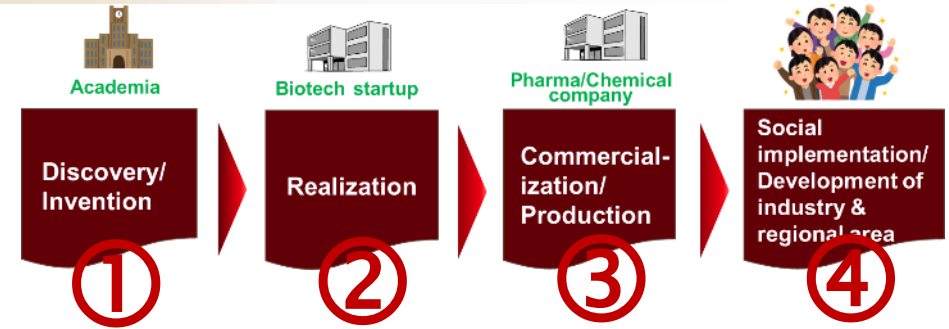 Academia
Discovery/
Invention
①
Biotech startup
Realization
②
Pharma/Chemical
company
Commercial-
ization/
Production
③
Social
implementation/
Development of
industry &
regional area
④